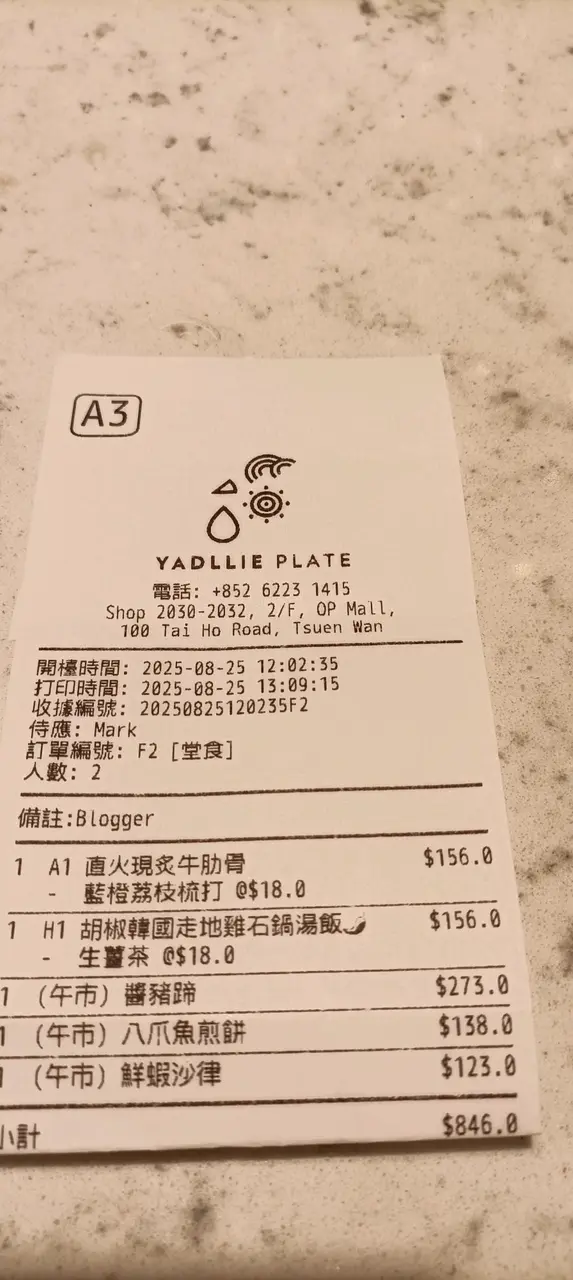 A3
YADLLIE PLATE
電話: +852 6223 1415
Shop 2030-2032, 2/F, OP Mall,
100 Tai Ho Road, Tsuen Wan
開檯時間: 2025-08-25 12:02:35
打印時間: 2025-08-25 13:09:15
收據編號: 20250825120235F2
侍應: Mark
訂單編號: F2 [堂食]
人數: 2
備註:Blogger
1 A1 直火現炙牛肋骨 $156.0
- 藍橙荔枝梳打 @$18.0
1 H1 胡椒韓國走地雞石鍋湯飯🌶 $156.0
- 生薑茶 @$18.0
1 (午市) 醬豬蹄 $273.0
1 (午市) 八爪魚煎餅 $138.0
1 (午市) 鮮蝦沙律 $123.0
小計 $846.0